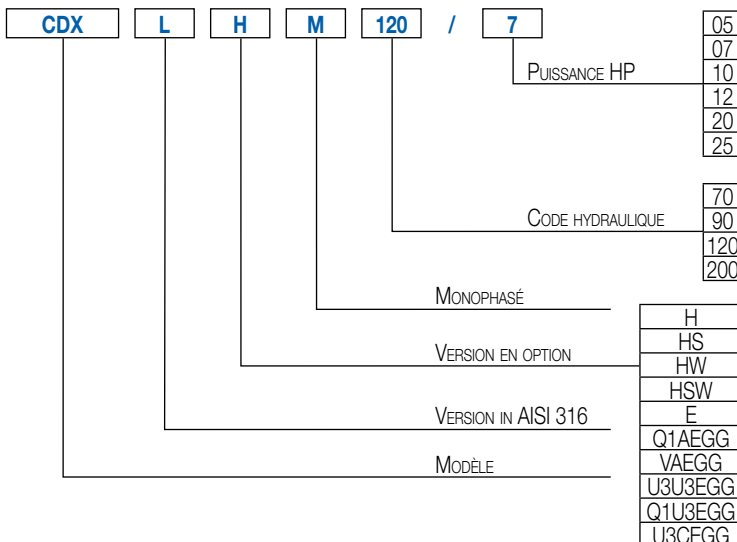 CDX L H M 120 / 7
05
07
PUISSANCE HP 10
12
20
25
70
CODE HYDRAULIQUE 90
120
200
MONOPHASÉ
H
HS
VERSION EN OPTION
HW
HSW
VERSION IN AISI 316
E
Q1AEGG
MODÈLE
VAEGG
U3U3EGG
Q1U3EGG
U3CEGG